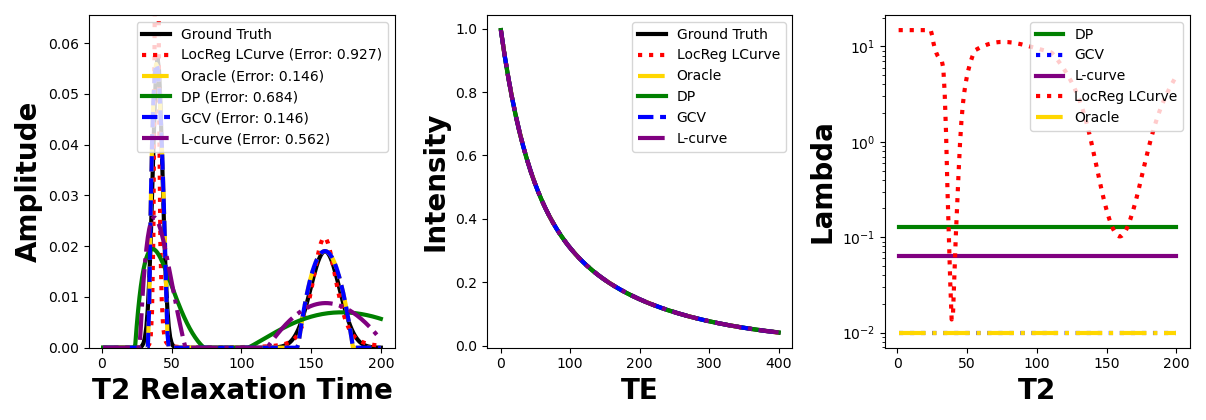 Amplitude
0.06
0.05
0.04
0.03
0.02
0.01
0.00
Ground Truth
LocReg LCurve (Error: 0.927)
Oracle (Error: 0.146)
DP (Error: 0.684)
GCV (Error: 0.146)
L-curve (Error: 0.562)
0 50 100 150 200
T2 Relaxation Time
Intensity
1.0
0.8
0.6
0.4
0.2
0.0
Ground Truth
LocReg LCurve
Oracle
DP
GCV
L-curve
0 100 200 300 400
TE
Lambda
10¹
10⁰
10⁻¹
10⁻²
DP
GCV
L-curve
LocReg LCurve
Oracle
0 50 100 150 200
T2